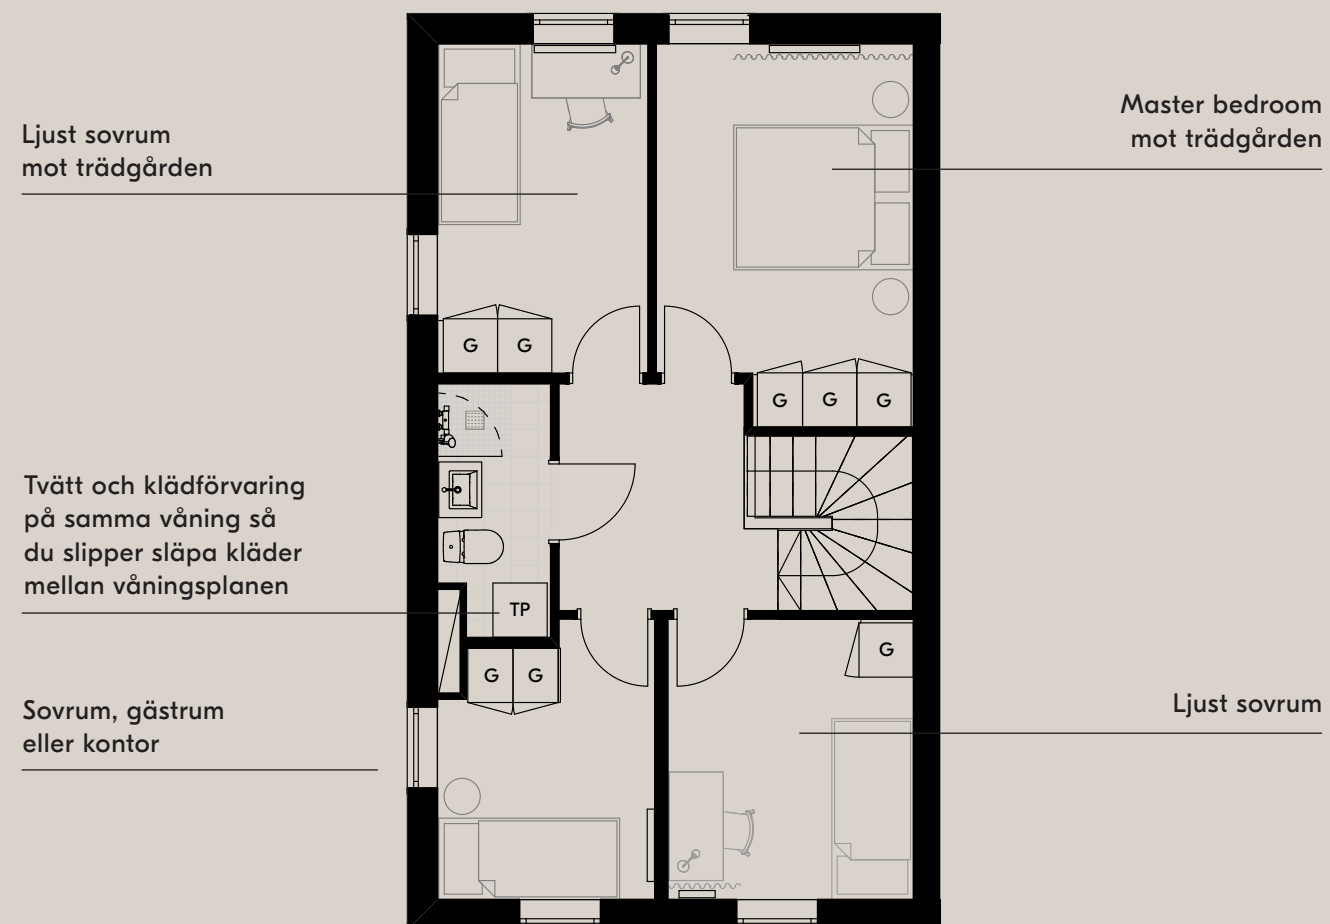 Ljust sovrum
mot trädgården
Master bedroom
mot trädgården
G G
G G G
Tvätt och klädförvaring
på samma våning så
du slipper släpa kläder
mellan våningsplanen
TP
G G
G
Sovrum, gästrum
eller kontor
Ljust sovrum